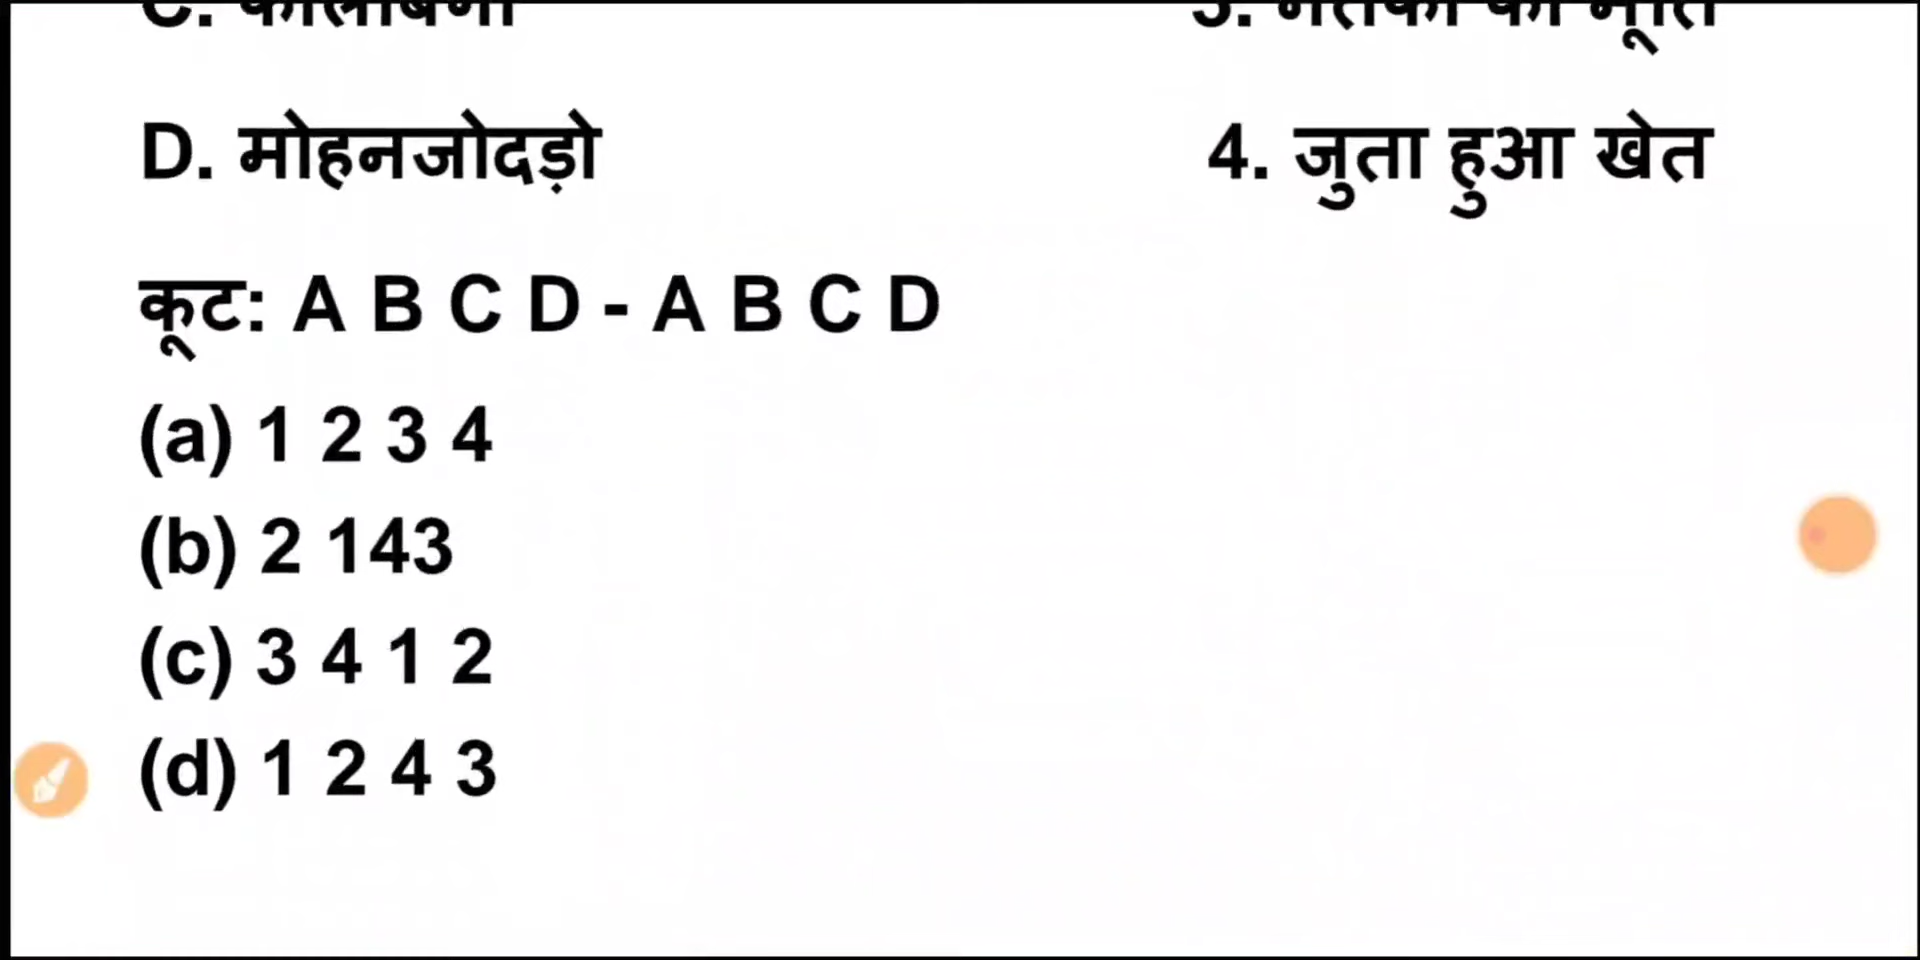 D. मोहनजोदड़ो 4. जुता हुआ खेत
कूट: A B C D - A B C D
(a) 1 2 3 4
(b) 2 143
(c) 3 4 1 2
(d) 1 2 4 3